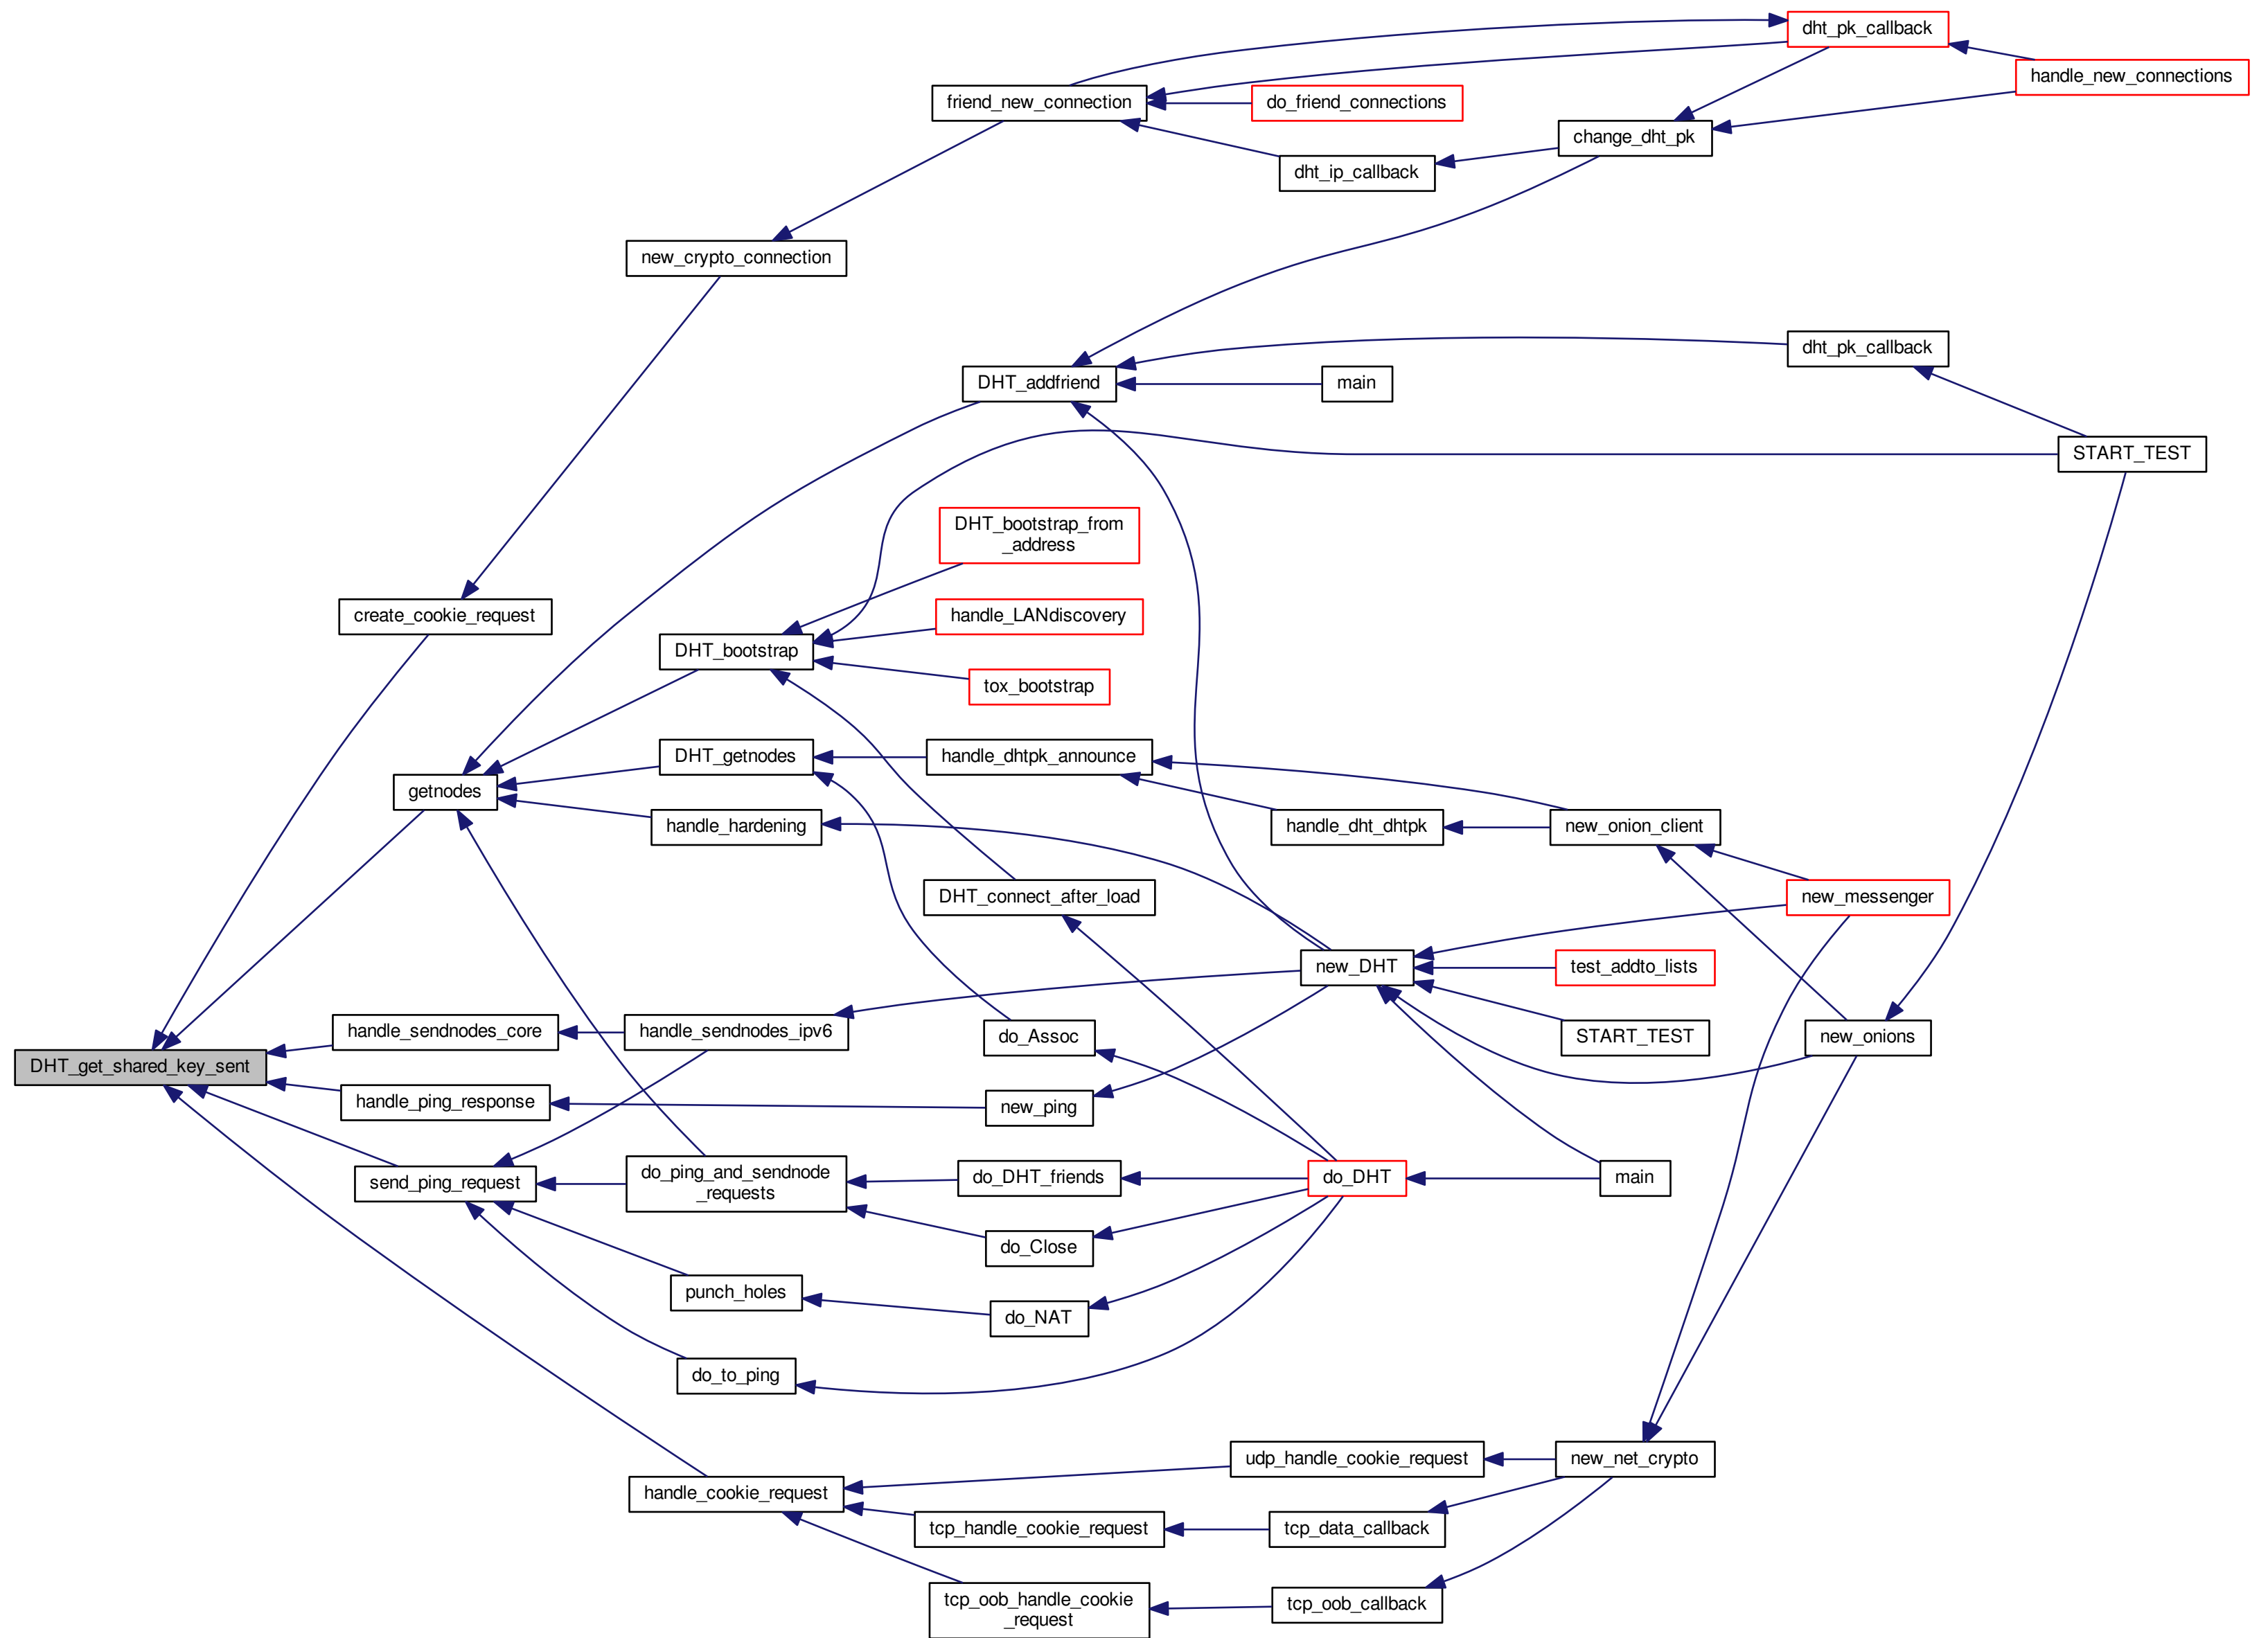 dht_pk_callback
handle_new_connections
friend_new_connection
do_friend_connections
change_dht_pk
dht_ip_callback
new_crypto_connection
dht_pk_callback
DHT_addfriend
main
START_TEST
DHT_bootstrap_from
_address
create_cookie_request
handle_LANdiscovery
DHT_bootstrap
tox_bootstrap
DHT_getnodes
handle_dhtpk_announce
getnodes
handle_hardening
handle_dht_dhtpk
new_onion_client
DHT_connect_after_load
new_messenger
new_DHT
test_addto_lists
handle_sendnodes_core
handle_sendnodes_ipv6
do_Assoc
START_TEST
new_onions
DHT_get_shared_key_sent
handle_ping_response
new_ping
send_ping_request
do_ping_and_sendnode
_requests
do_DHT_friends
do_DHT
main
do_Close
punch_holes
do_NAT
do_to_ping
udp_handle_cookie_request
new_net_crypto
handle_cookie_request
tcp_handle_cookie_request
tcp_data_callback
tcp_oob_handle_cookie
_request
tcp_oob_callback